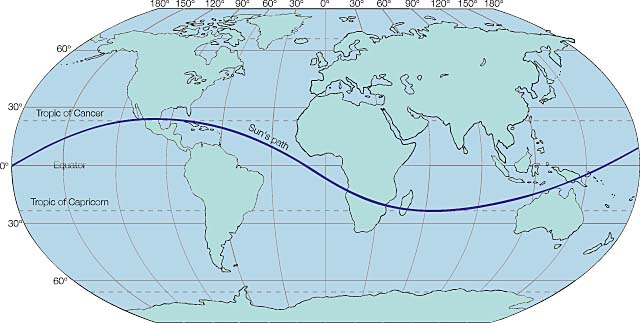 180° 150° 120° 90° 60° 30° 0° 30° 60° 90° 120° 150° 180°
60°
30°
Tropic of Cancer
Sun's path
0°
Equator
Tropic of Capricorn
30°
60°